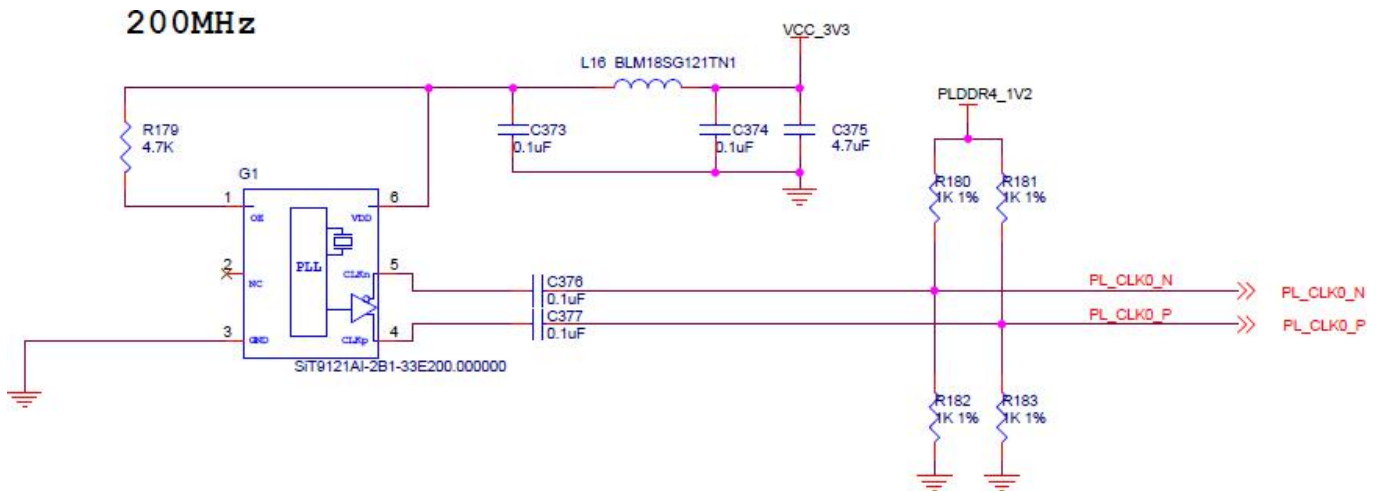 200MHz
VCC_3V3
L16 BLM18SG121TN1
PLDDR4_1V2
R179
4.7K
C373
0.1uF
C374
0.1uF
C375
4.7uF
G1
R180
1K 1%
R181
1K 1%
1
6
OE
VDD
2
5
PLL
NC
CLKn
C376
0.1uF
PL_CLK0_N
PL_CLK0_N
C377
0.1uF
PL_CLK0_P
PL_CLK0_P
3
4
GND
CLKp
SiT9121AI-2B1-33E200.000000
R182
1K 1%
R183
1K 1%